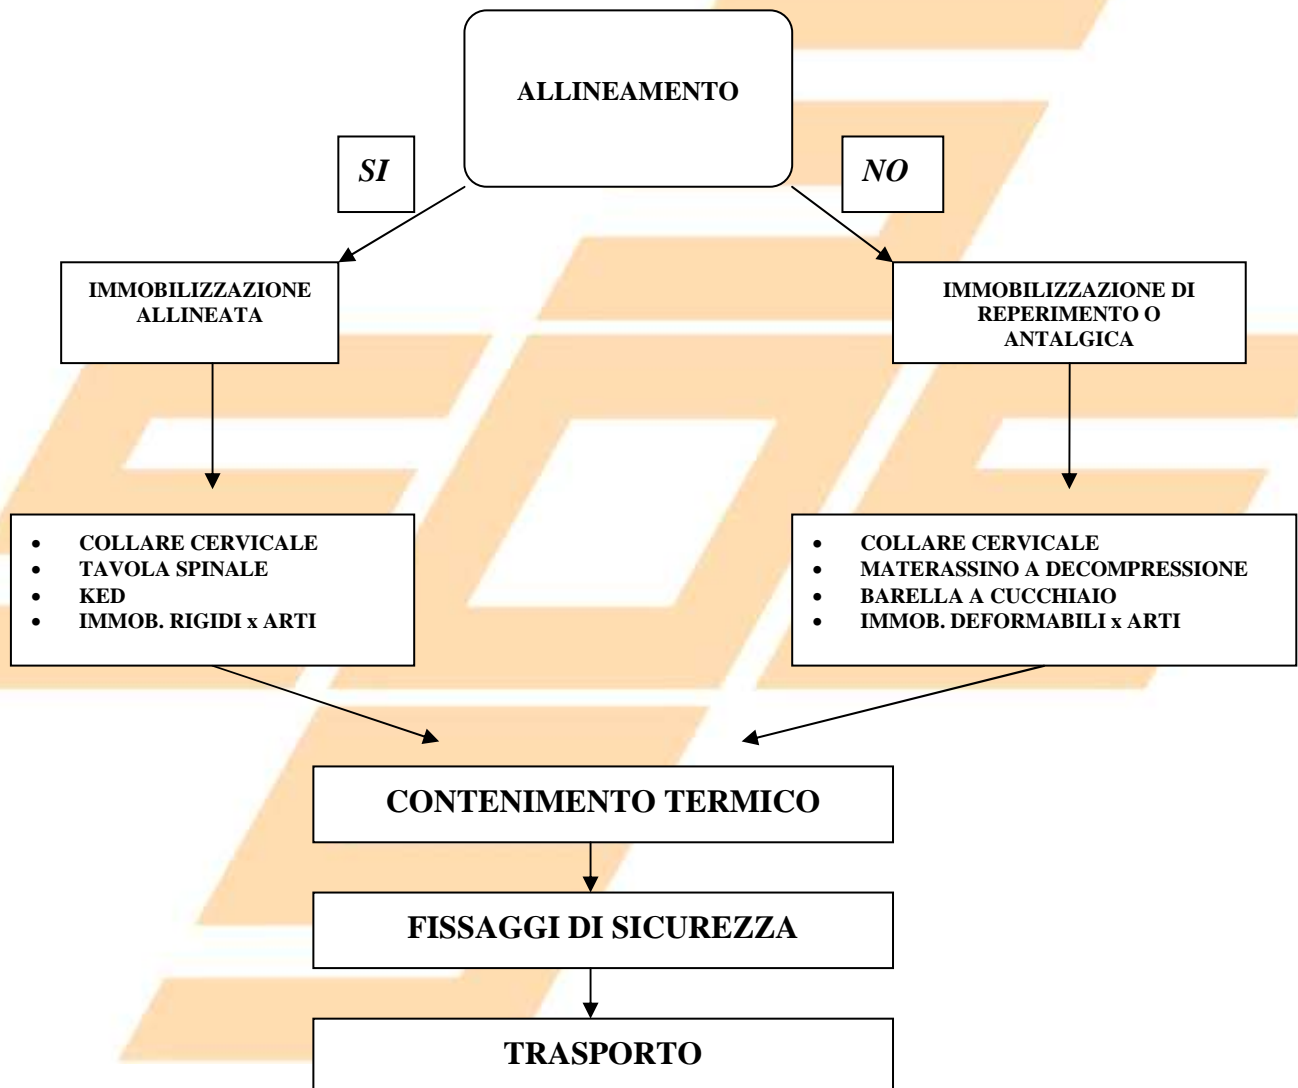 ALLINEAMENTO
SI
NO
IMMOBILIZZAZIONE
ALLINEATA
IMMOBILIZZAZIONE DI
REPERIMENTO O
ANTALGICA
• COLLARE CERVICALE
• TAVOLA SPINALE
• KED
• IMMOB. RIGIDI x ARTI
• COLLARE CERVICALE
• MATERASSINO A DECOMPRESSIONE
• BARELLA A CUCCHIAIO
• IMMOB. DEFORMABILI x ARTI
CONTENIMENTO TERMICO
FISSAGGI DI SICUREZZA
TRASPORTO